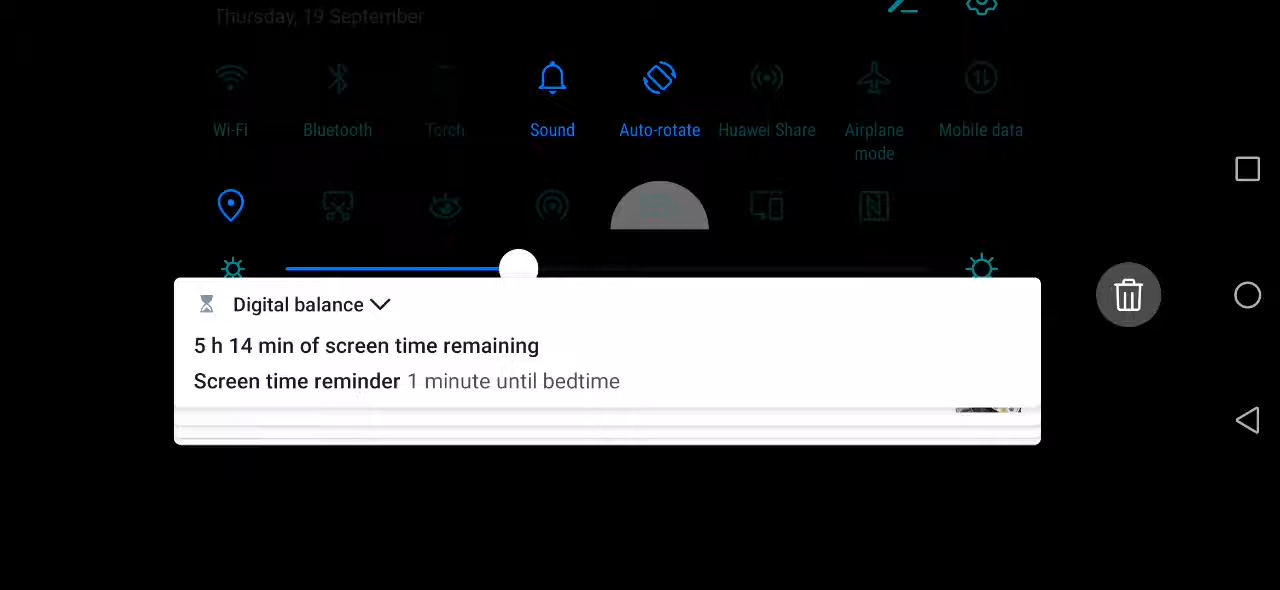 Thursday, 19 September
Wi-Fi Bluetooth Torch Sound Auto-rotate Huawei Share Airplane mode Mobile data
Digital balance
5 h 14 min of screen time remaining
Screen time reminder 1 minute until bedtime